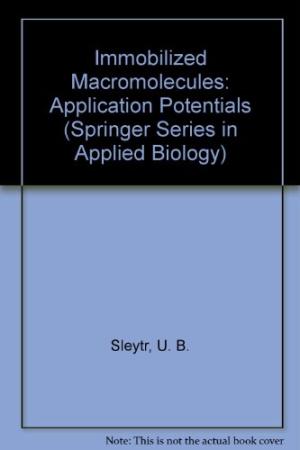 Immobilized
Macromolecules:
Application Potentials
(Springer Series in
Applied Biology)
Sleytr, U. B.
Note: This is not the actual book cover